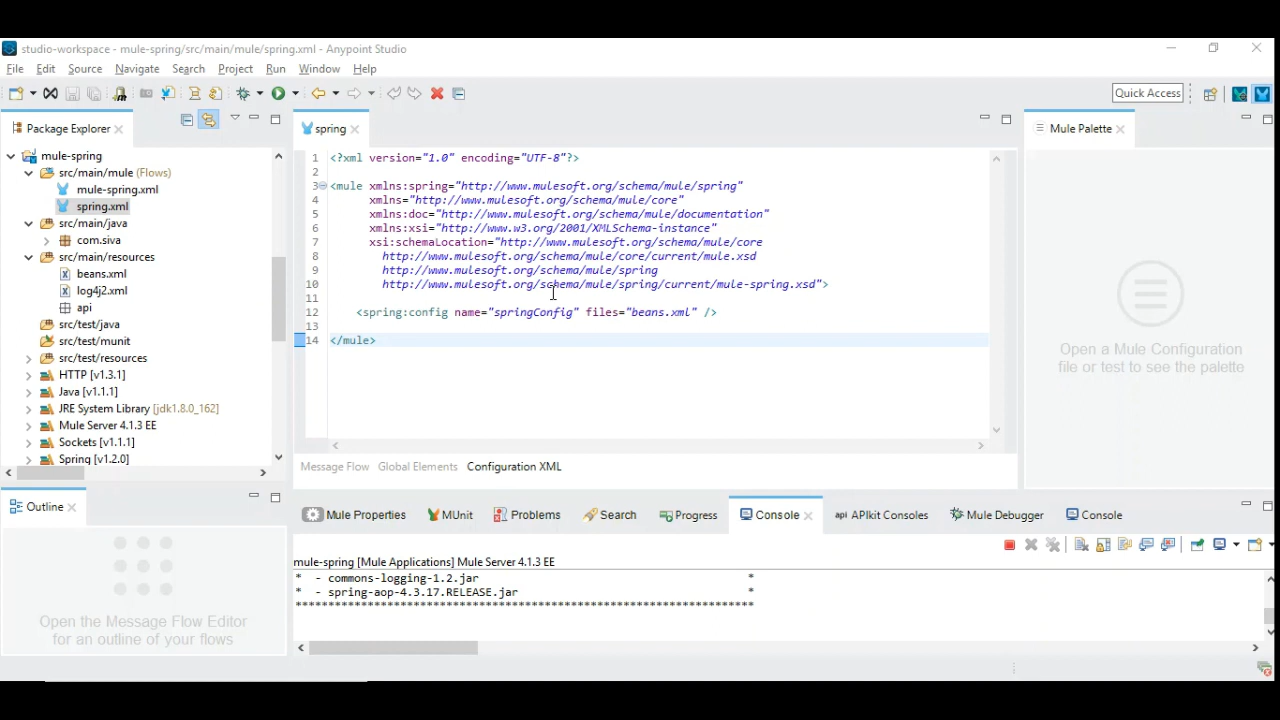 studio-workspace - mule-spring/src/main/mule/spring.xml - Anypoint Studio
File Edit Source Navigate Search Project Run Window Help
Quick Access
Package Explorer
mule-spring
src/main/mule (Flows)
mule-spring.xml
spring.xml
src/main/java
com.siva
src/main/resources
beans.xml
log4j2.xml
api
src/test/java
src/test/munit
src/test/resources
HTTP [v1.3.1]
Java [v1.1.1]
JRE System Library [jdk1.8.0_162]
Mule Server 4.1.3 EE
Sockets [v1.1.1]
Spring [v1.2.0]
Outline
Open the Message Flow Editor
for an outline of your flows
spring
1 <?xml version="1.0" encoding="UTF-8"?>
2
3 <mule xmlns:spring="http://www.mulesoft.org/schema/mule/spring"
4 xmlns="http://www.mulesoft.org/schema/mule/core"
5 xmlns:doc="http://www.mulesoft.org/schema/mule/documentation"
6 xmlns:xsi="http://www.w3.org/2001/XMLSchema-instance"
7 xsi:schemaLocation="http://www.mulesoft.org/schema/mule/core
8 http://www.mulesoft.org/schema/mule/core/current/mule.xsd
9 http://www.mulesoft.org/schema/mule/spring
10 http://www.mulesoft.org/schema/mule/spring/current/mule-spring.xsd">
11
12 <spring:config name="springConfig" files="beans.xml" />
13
14 </mule>
Message Flow Global Elements Configuration XML
Mule Palette
Open a Mule Configuration
file or test to see the palette
Mule Properties MUnit Problems Search Progress Console api APIkit Consoles Mule Debugger Console
mule-spring [Mule Applications] Mule Server 4.1.3 EE
* - commons-logging-1.2.jar *
* - spring-aop-4.3.17.RELEASE.jar *
**********************************************************************